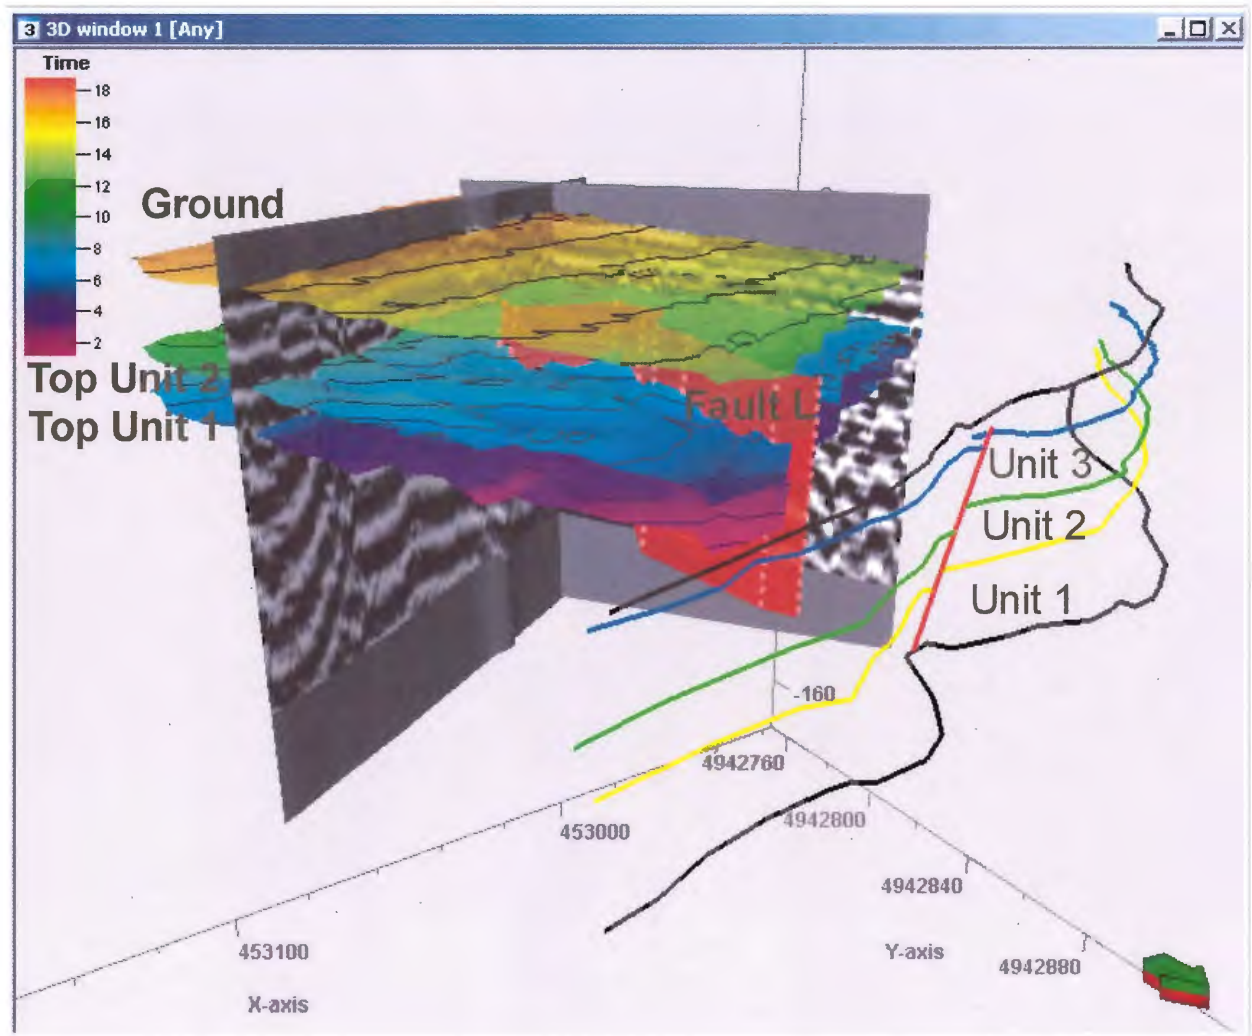 3 3D window 1 [Any]
Time
18
16
14
12
10
8
6
4
2
Ground
Top Unit 2
Top Unit 1
Fault L
Unit 3
Unit 2
Unit 1
-160
4942760
453000
4942800
4942840
453100
Y-axis
4942880
X-axis